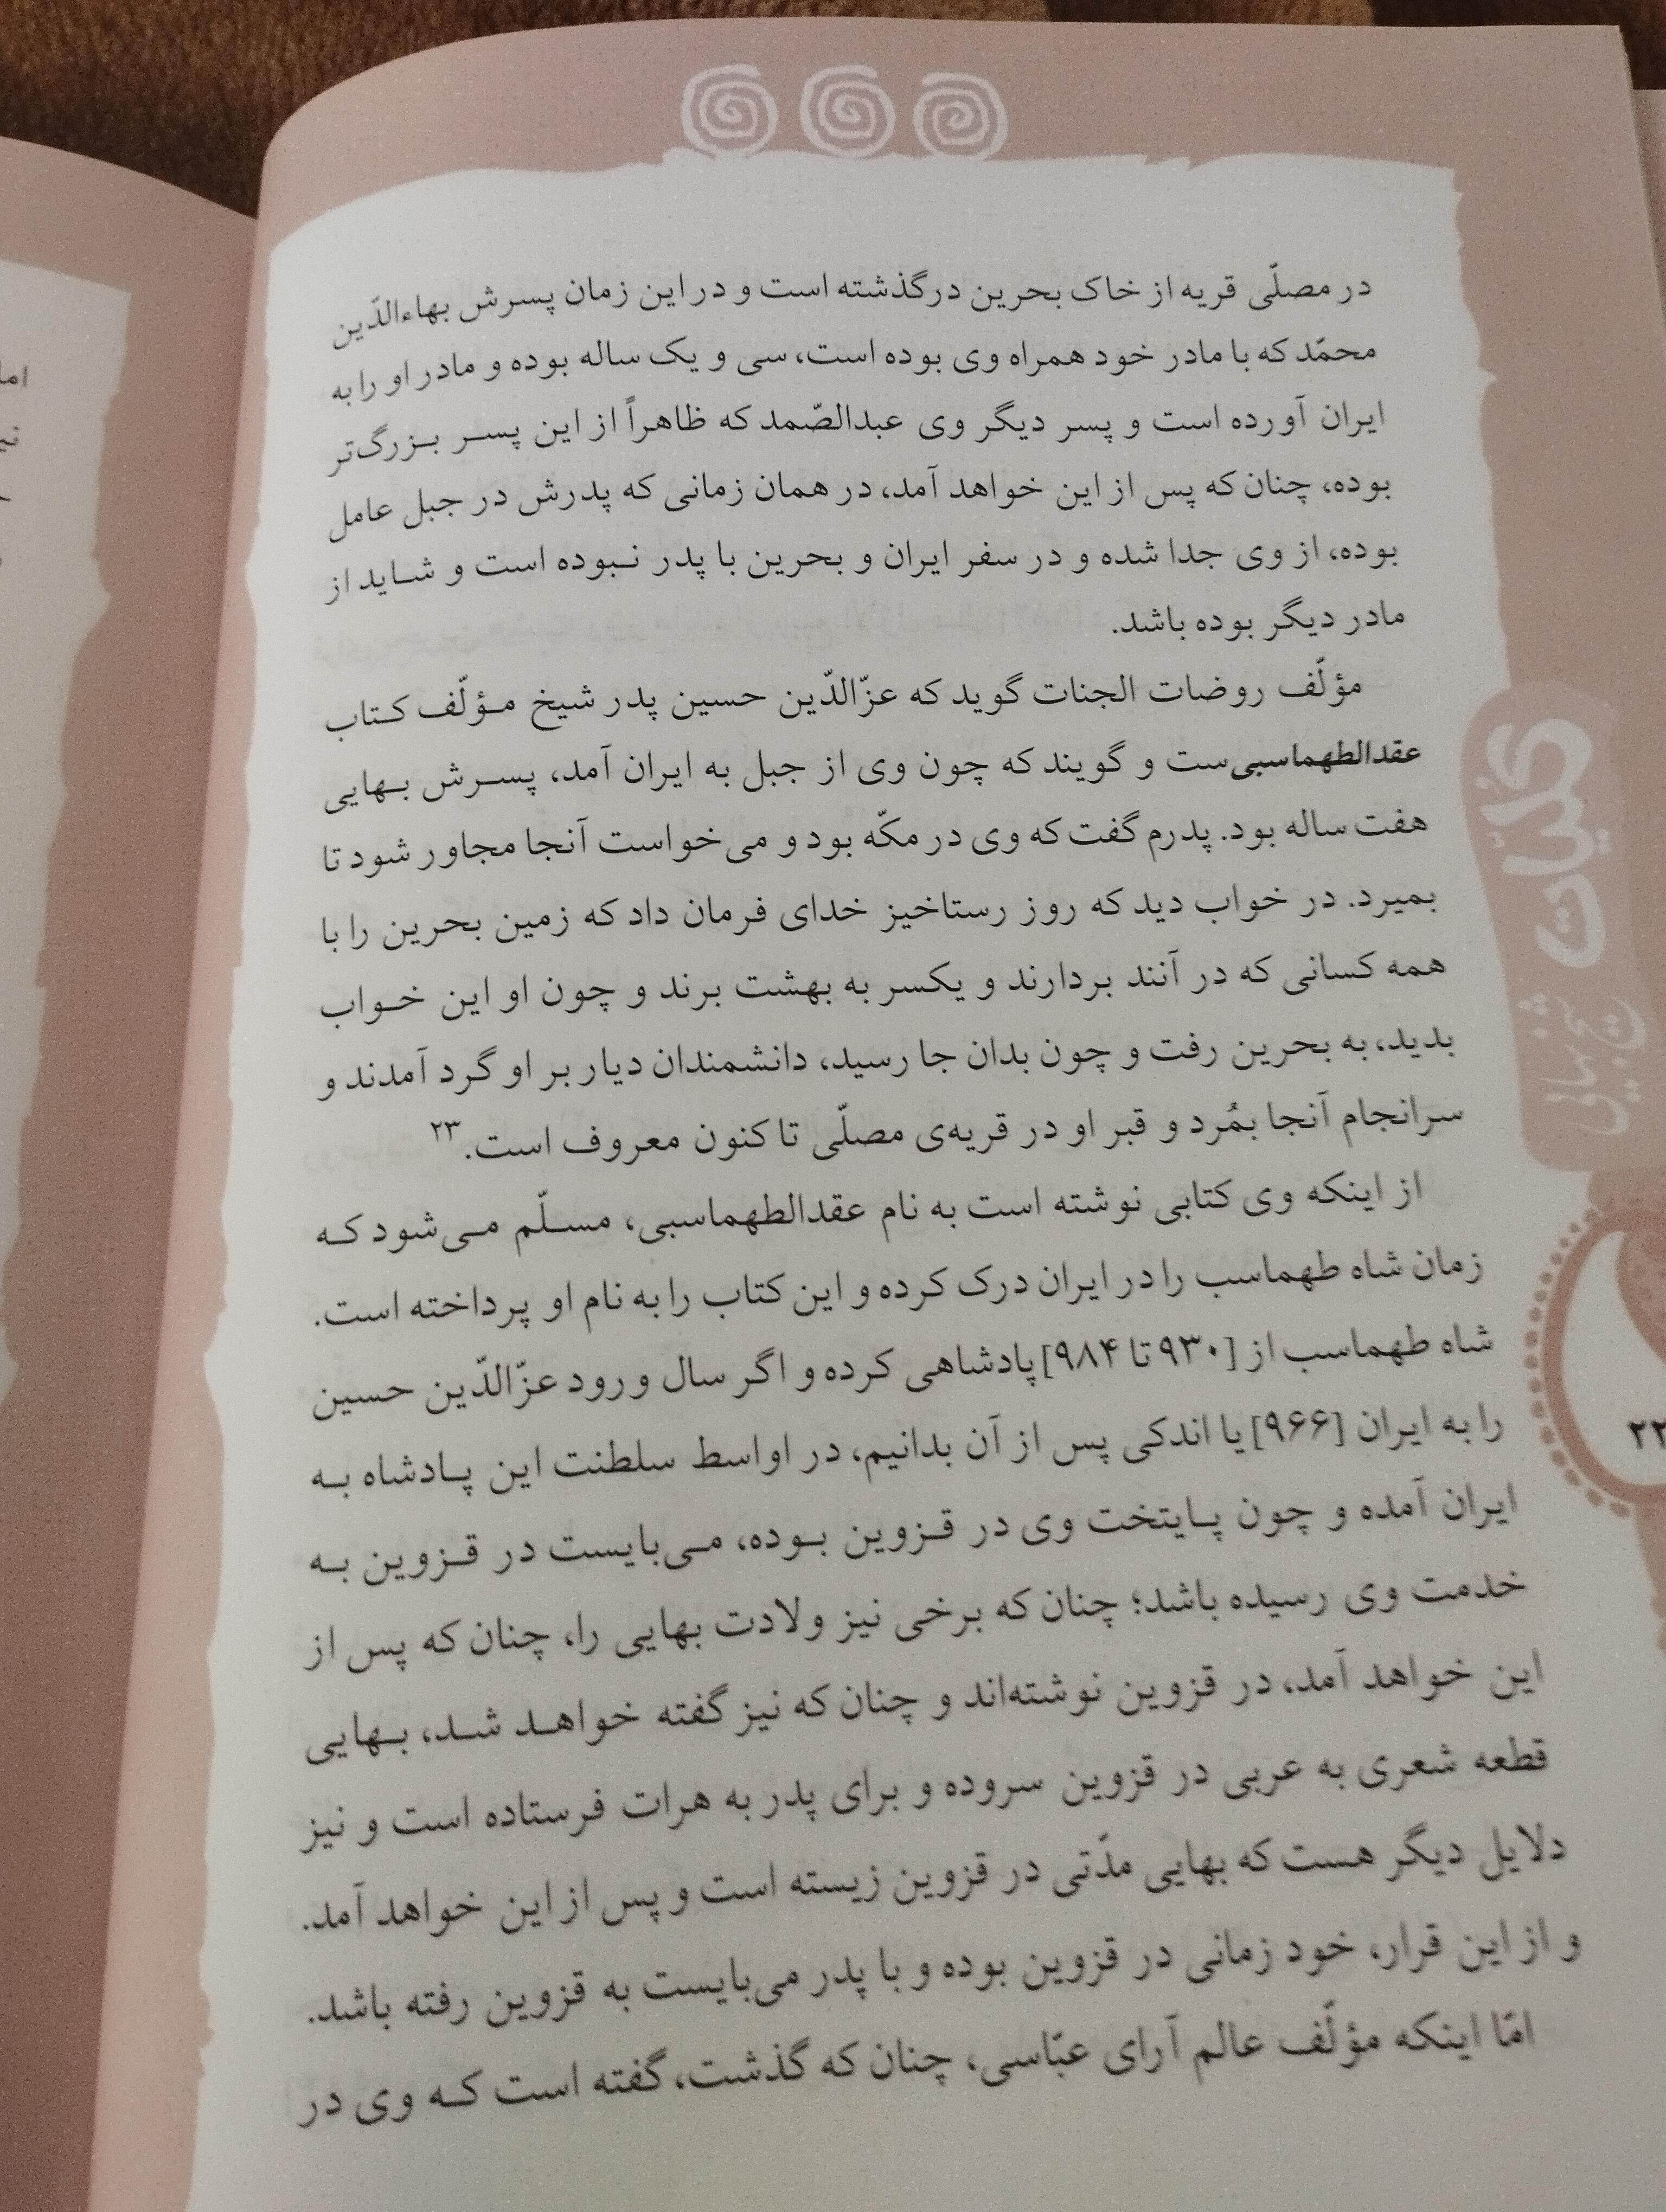 در مصلّی قریه از خاک بحرین درگذشته است و در این زمان پسرش بهاءالدّین
محمّد که با مادر خود همراه وی بوده است، سی و یک ساله بوده و مادر او را به
ایران آورده است و پسر دیگر وی عبدالصّمد که ظاهراً از این پسر بزرگ‌تر
بوده، چنان‌که پس از این خواهد آمد، در همان زمانی که پدرش در جبل عامل
بوده، از وی جدا شده و در سفر ایران و بحرین با پدر نبوده است و شاید از
مادر دیگر بوده باشد.
مؤلّف روضات الجنات گوید که عزّالدّین حسین پدر شیخ مؤلّف کتاب
عقدالطهماسبی‌ست و گویند که چون وی از جبل به ایران آمد، پسرش بهایی
هفت ساله بود. پدرم گفت که وی در مکّه بود و می‌خواست آنجا مجاور شود تا
بمیرد. در خواب دید که روز رستاخیز خدای فرمان داد که زمین بحرین را با
همه کسانی که در آنند بردارند و یکسر به بهشت برند و چون او این خواب
بدید، به بحرین رفت و چون بدان جا رسید، دانشمندان دیار بر او گرد آمدند و
سرانجام آنجا بمُرد و قبر او در قریه‌ی مصلّی تاکنون معروف است.۲۳
از اینکه وی کتابی نوشته است به نام عقدالطهماسبی، مسلّم می‌شود که
زمان شاه طهماسب را در ایران درک کرده و این کتاب را به نام او پرداخته است.
شاه طهماسب از [۹۳۰ تا ۹۸۴] پادشاهی کرده و اگر سال ورود عزّالدّین حسین
را به ایران [۹۶۶] یا اندکی پس از آن بدانیم، در اواسط سلطنت این پادشاه به
ایران آمده و چون پایتخت وی در قزوین بوده، می‌بایست در قزوین به
خدمت وی رسیده باشد؛ چنان‌که برخی نیز ولادت بهایی را، چنان‌که پس از
این خواهد آمد، در قزوین نوشته‌اند و چنان‌که نیز گفته خواهد شد، بهایی
قطعه شعری به عربی در قزوین سروده و برای پدر به هرات فرستاده است و نیز
دلایل دیگر هست که بهایی مدّتی در قزوین زیسته است و پس از این خواهد آمد.
و از این قرار، خود زمانی در قزوین بوده و با پدر می‌بایست به قزوین رفته باشد.
امّا اینکه مؤلّف عالم آرای عبّاسی، چنان که گذشت، گفته است که وی در
کلیات
شیخ بهایی